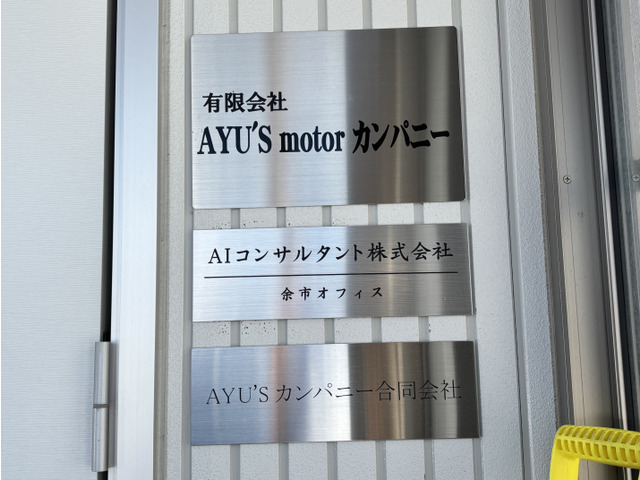 有限会社
AYU'S motor カンパニー
AIコンサルタント株式会社
余市オフィス
AYU'S カンパニー合同会社